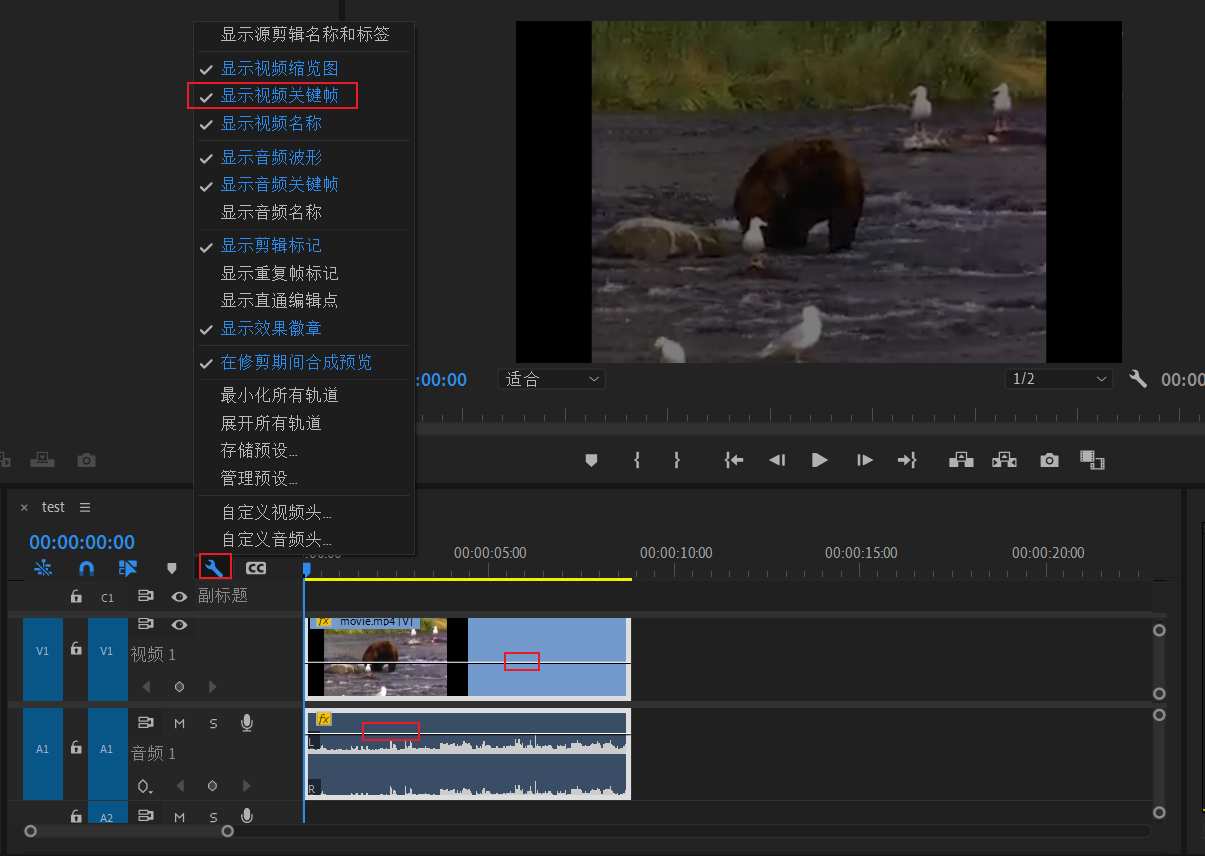 显示源剪辑名称和标签
显示视频缩览图
显示视频关键帧
显示视频名称
显示音频波形
显示音频关键帧
显示音频名称
显示剪辑标记
显示重复帧标记
显示直通编辑点
显示效果徽章
在修剪期间合成预览
最小化所有轨道
展开所有轨道
存储预设...
管理预设...
自定义视频头...
自定义音频头...
:00:00
适合
1/2
00:00
× test
00:00:00:00
:00:00 00:00:05:00 00:00:10:00 00:00:15:00 00:00:20:00
CC
C1 副标题
fx movie.mp4 [V]
V1 V1 视频 1
fx
M S
A1 A1 音频 1
L
R
A2 M S